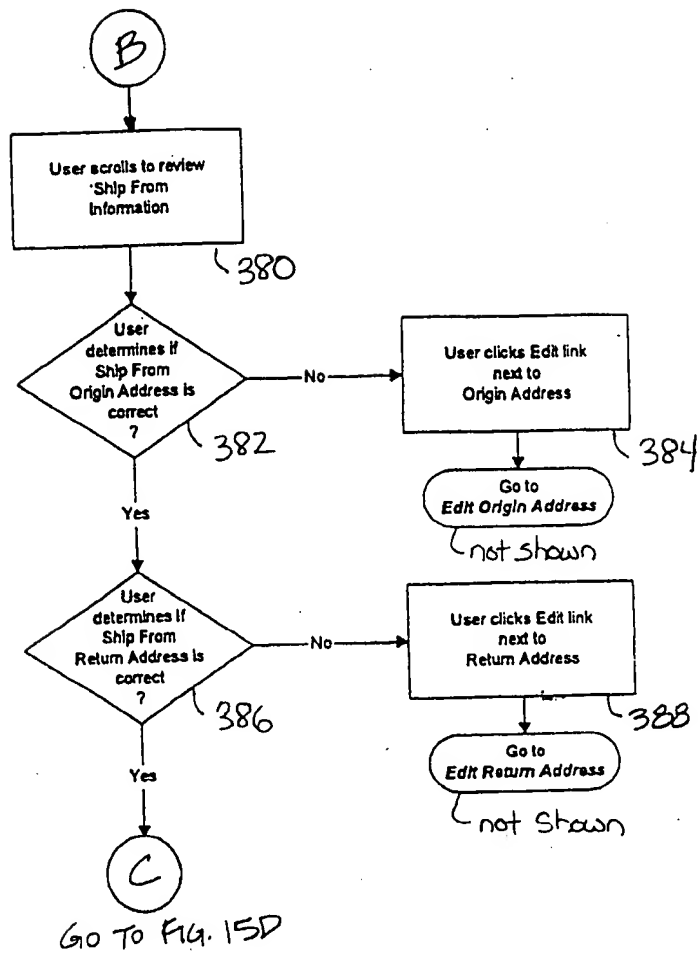 B
User scrolls to review
Ship From
Information
380
User
determines if
Ship From
Origin Address is
correct
?
382
No
User clicks Edit link
next to
Origin Address
384
Go to
Edit Origin Address
not shown
Yes
User
determines if
Ship From
Return Address is
correct
?
386
No
User clicks Edit link
next to
Return Address
388
Go to
Edit Return Address
not shown
Yes
C
GO TO FIG. 15D